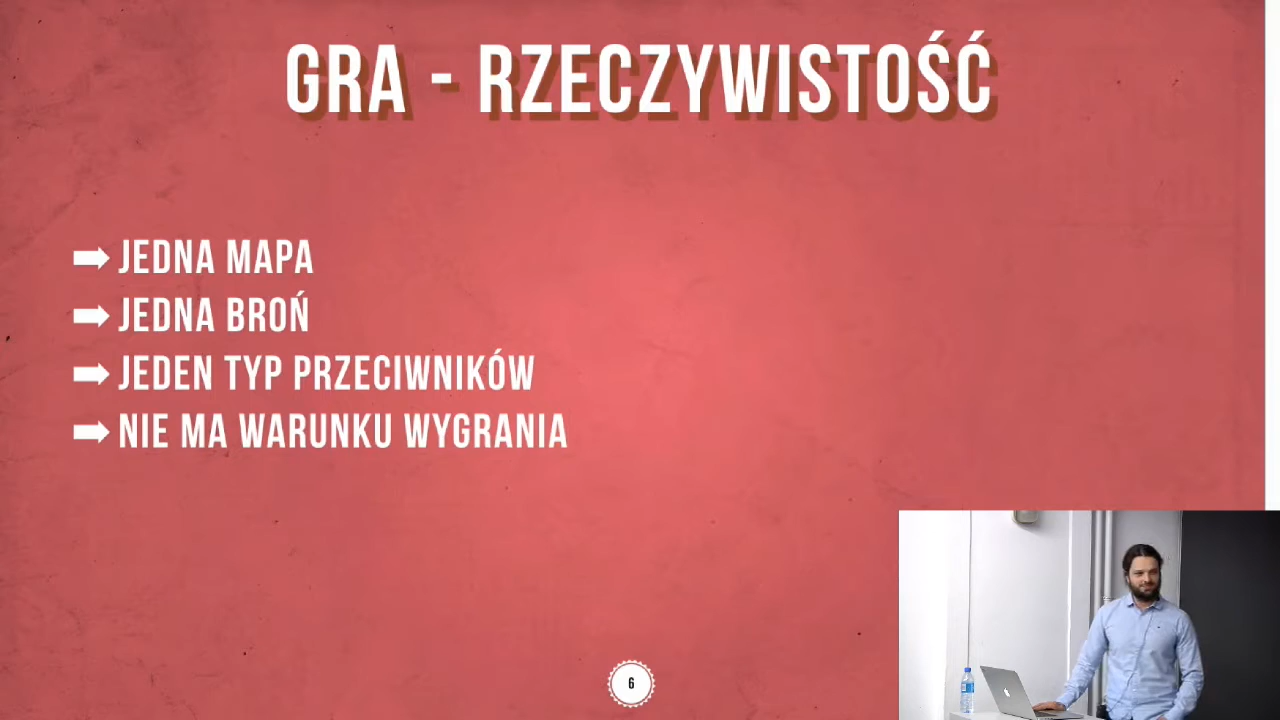 GRA - RZECZYWISTOŚĆ
JEDNA MAPA
JEDNA BROŃ
JEDEN TYP PRZECIWNIKÓW
NIE MA WARUNKU WYGRANIA
6